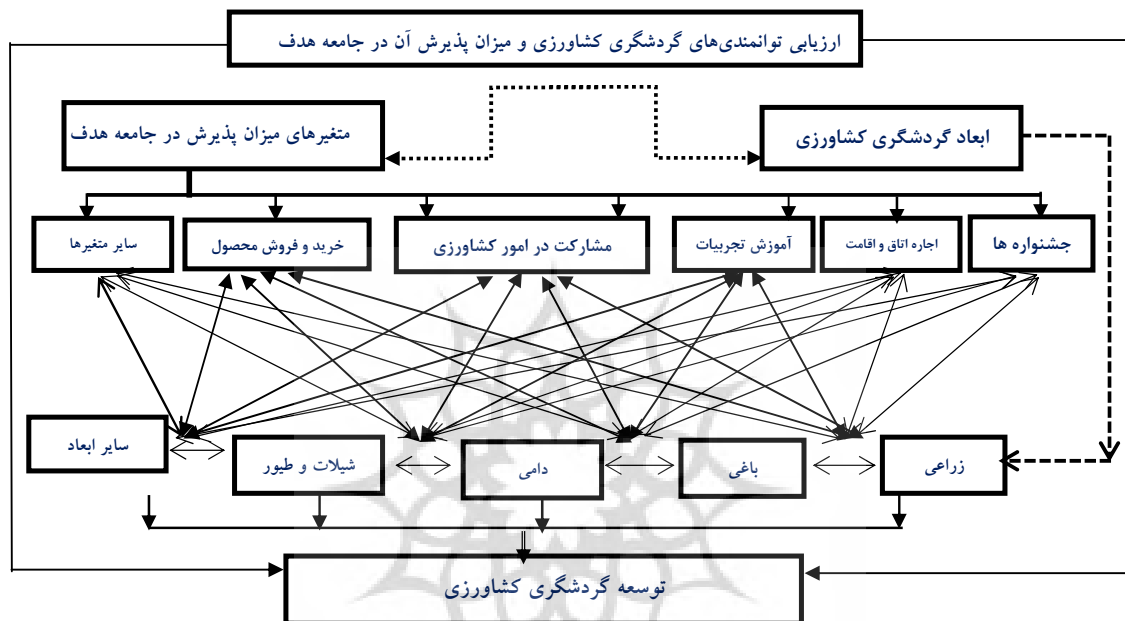 ارزیابی توانمندی‌های گردشگری کشاورزی و میزان پذیرش آن در جامعه هدف
ابعاد گردشگری کشاورزی
متغیرهای میزان پذیرش در جامعه هدف
جشنواره ها
اجاره اتاق و اقامت
آموزش تجربیات
مشارکت در امور کشاورزی
خرید و فروش محصول
سایر متغیرها
زراعی
باغی
دامی
شیلات و طیور
سایر ابعاد
توسعه گردشگری کشاورزی